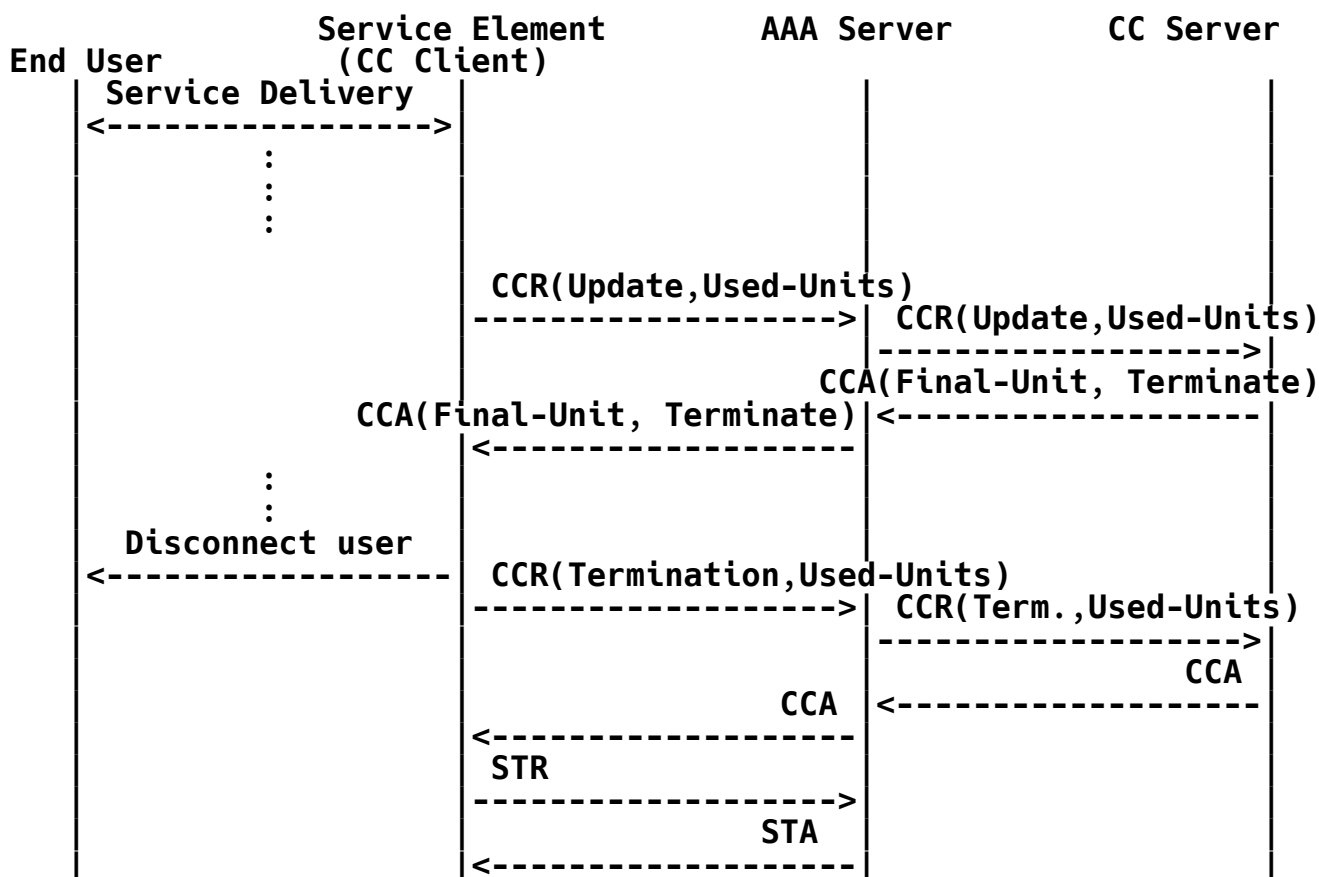 Service Element AAA Server CC Server
End User (CC Client)
Service Delivery
<----------------->
:
:
:
CCR(Update,Used-Units)
-------------------> CCR(Update,Used-Units)
------------------->
CCA(Final-Unit, Terminate)
CCA(Final-Unit, Terminate) <-------------------
<-------------------
:
:
Disconnect user
<------------------ CCR(Termination,Used-Units)
-------------------> CCR(Term.,Used-Units)
------------------->
CCA
CCA <-------------------
<-------------------
STR
------------------->
STA
<-------------------